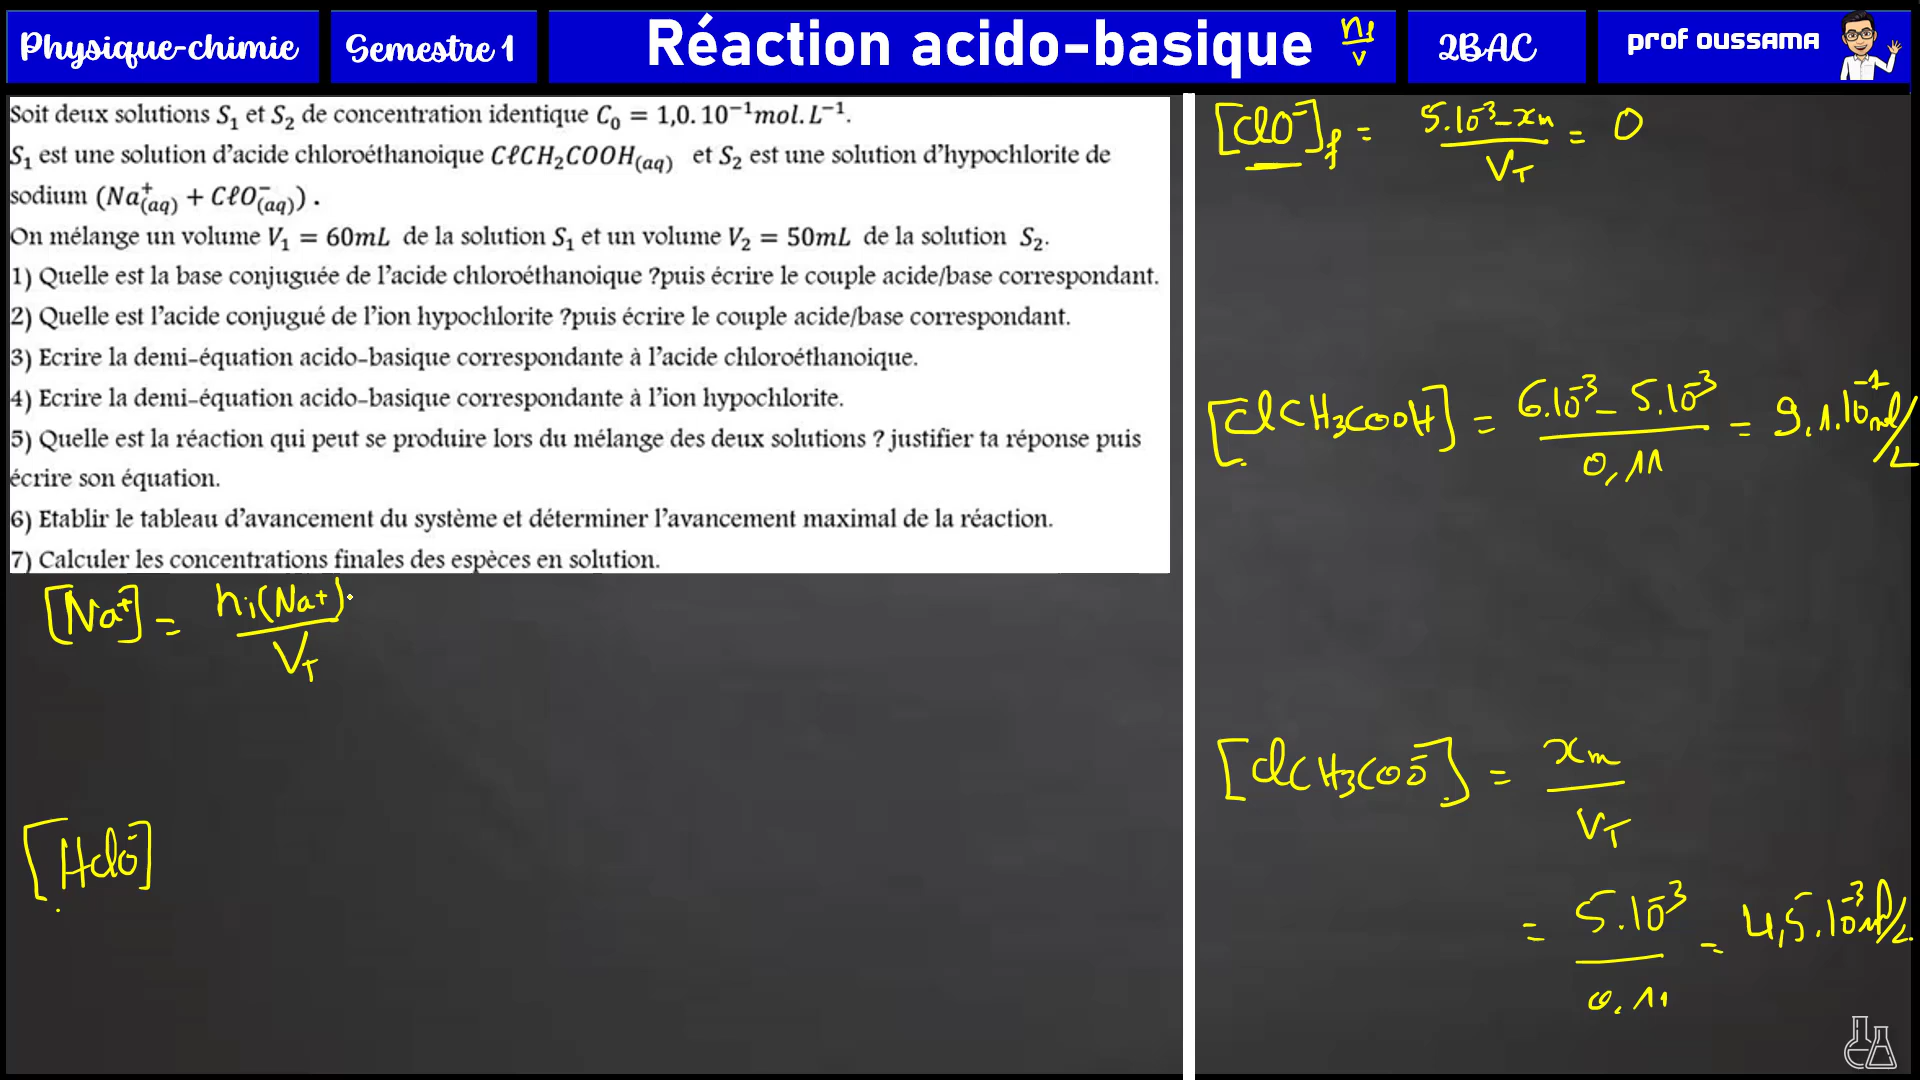 Physique-chimie
Semestre 1
Réaction acido-basique
n₁/v
2BAC
prof OUSSAMA
Soit deux solutions S₁ et S₂ de concentration identique C₀ = 1,0. 10⁻¹mol. L⁻¹.
S₁ est une solution d'acide chloroéthanoique CℓCH₂COOH(aq) et S₂ est une solution d'hypochlorite de
sodium (Na⁺(aq) + CℓO⁻(aq)) .
On mélange un volume V₁ = 60mL de la solution S₁ et un volume V₂ = 50mL de la solution S₂.
1) Quelle est la base conjuguée de l'acide chloroéthanoique ?puis écrire le couple acide/base correspondant.
2) Quelle est l'acide conjugué de l'ion hypochlorite ?puis écrire le couple acide/base correspondant.
3) Ecrire la demi-équation acido-basique correspondante à l'acide chloroéthanoique.
4) Ecrire la demi-équation acido-basique correspondante à l'ion hypochlorite.
5) Quelle est la réaction qui peut se produire lors du mélange des deux solutions ? justifier ta réponse puis
écrire son équation.
6) Etablir le tableau d'avancement du système et déterminer l'avancement maximal de la réaction.
7) Calculer les concentrations finales des espèces en solution.
[Na⁺] = nᵢ(Na⁺)/V_T
[HClO⁻]
[ClO⁻]_f = (5.10⁻³ - xm)/V_T = 0
[ClCH₃COOH] = (6.10⁻³ - 5.10⁻³)/0,11 = 9,1.10⁻¹ mol/L
[ClCH₃COO⁻] = xm/V_T
= 5.10⁻³/0.11 = 4,5.10⁻³ mol/L